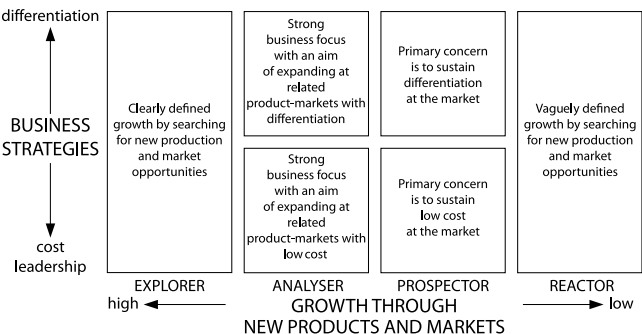 differentiation
BUSINESS
STRATEGIES
cost
leadership
Clearly defined
growth by searching
for new production
and market
opportunities
Strong
business focus
with an aim
of expanding at
related
product-markets with
differentiation
Primary concern
is to sustain
differentiation
at the market
Vaguely defined
growth by searching
for new production
and market
opportunities
Strong
business focus
with an aim
of expanding at
related
product-markets with
low cost
Primary concern
is to sustain
low cost
at the market
EXPLORER
ANALYSER
PROSPECTOR
REACTOR
high
GROWTH THROUGH
low
NEW PRODUCTS AND MARKETS